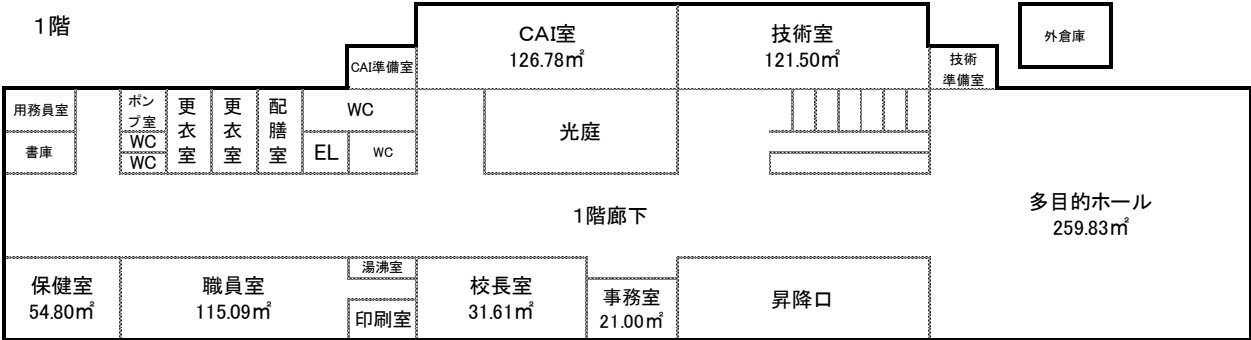 1階
CAI室
126.78㎡
技術室
121.50㎡
外倉庫
CAI準備室
技術
準備室
用務員室
書庫
ポン
プ室
WC
WC
更
衣
室
更
衣
室
配
膳
室
WC
EL
WC
光庭
1階廊下
多目的ホール
259.83㎡
保健室
54.80㎡
職員室
115.09㎡
湯沸室
印刷室
校長室
31.61㎡
事務室
21.00㎡
昇降口